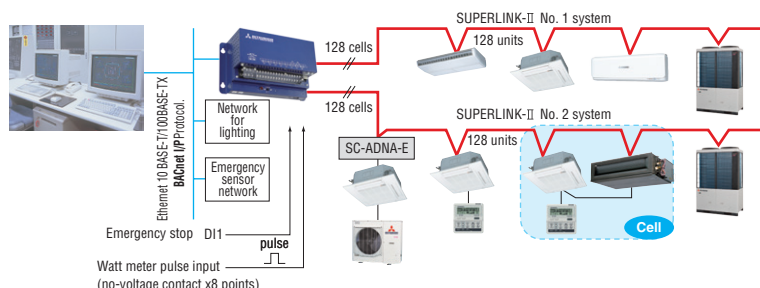 SUPERLINK-II No. 1 system
128 cells
128 units
128 cells
SUPERLINK-II No. 2 system
128 units
Ethernet 10 BASE-T/100BASE-TX
BACnet I/P Protocol.
Network
for
lighting
Emergency
sensor
network
SC-ADNA-E
Cell
Emergency stop DI1
pulse
Watt meter pulse input
(no-voltage contact x8 points)